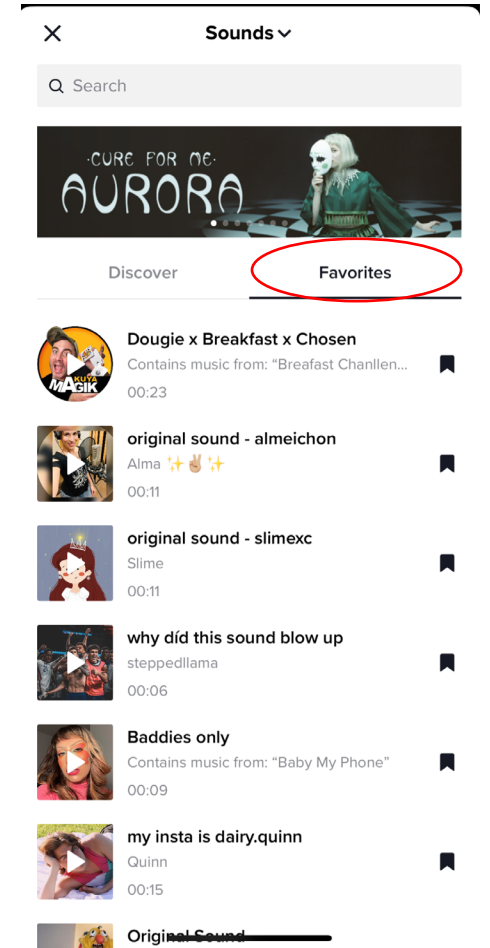 Sounds
Search
·CURE FOR ME·
AURORA
Discover
Favorites
KUYA
MAGIK
Dougie x Breakfast x Chosen
Contains music from: “Breafast Chanllen...
00:23
original sound - almeichon
Alma ✨✌🏼✨
00:11
original sound - slimexc
Slime
00:11
why díd this sound blow up
steppedllama
00:06
Baddies only
Contains music from: “Baby My Phone”
00:09
my insta is dairy.quinn
Quinn
00:15
Original Sound